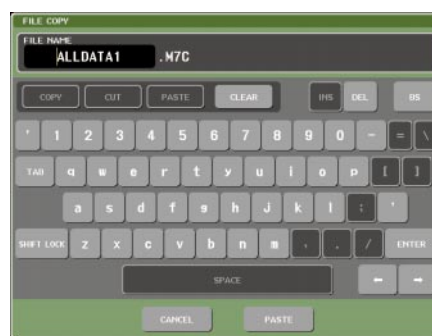 FILE COPY
FILE NAME
ALLDATA1 .M7C
COPY CUT PASTE CLEAR INS DEL BS
' 1 2 3 4 5 6 7 8 9 0 - = \
TAB q w e r t y u i o p [ ]
a s d f g h j k l ; '
SHIFT LOCK z x c v b n m , . / ENTER
SPACE ← →
CANCEL PASTE